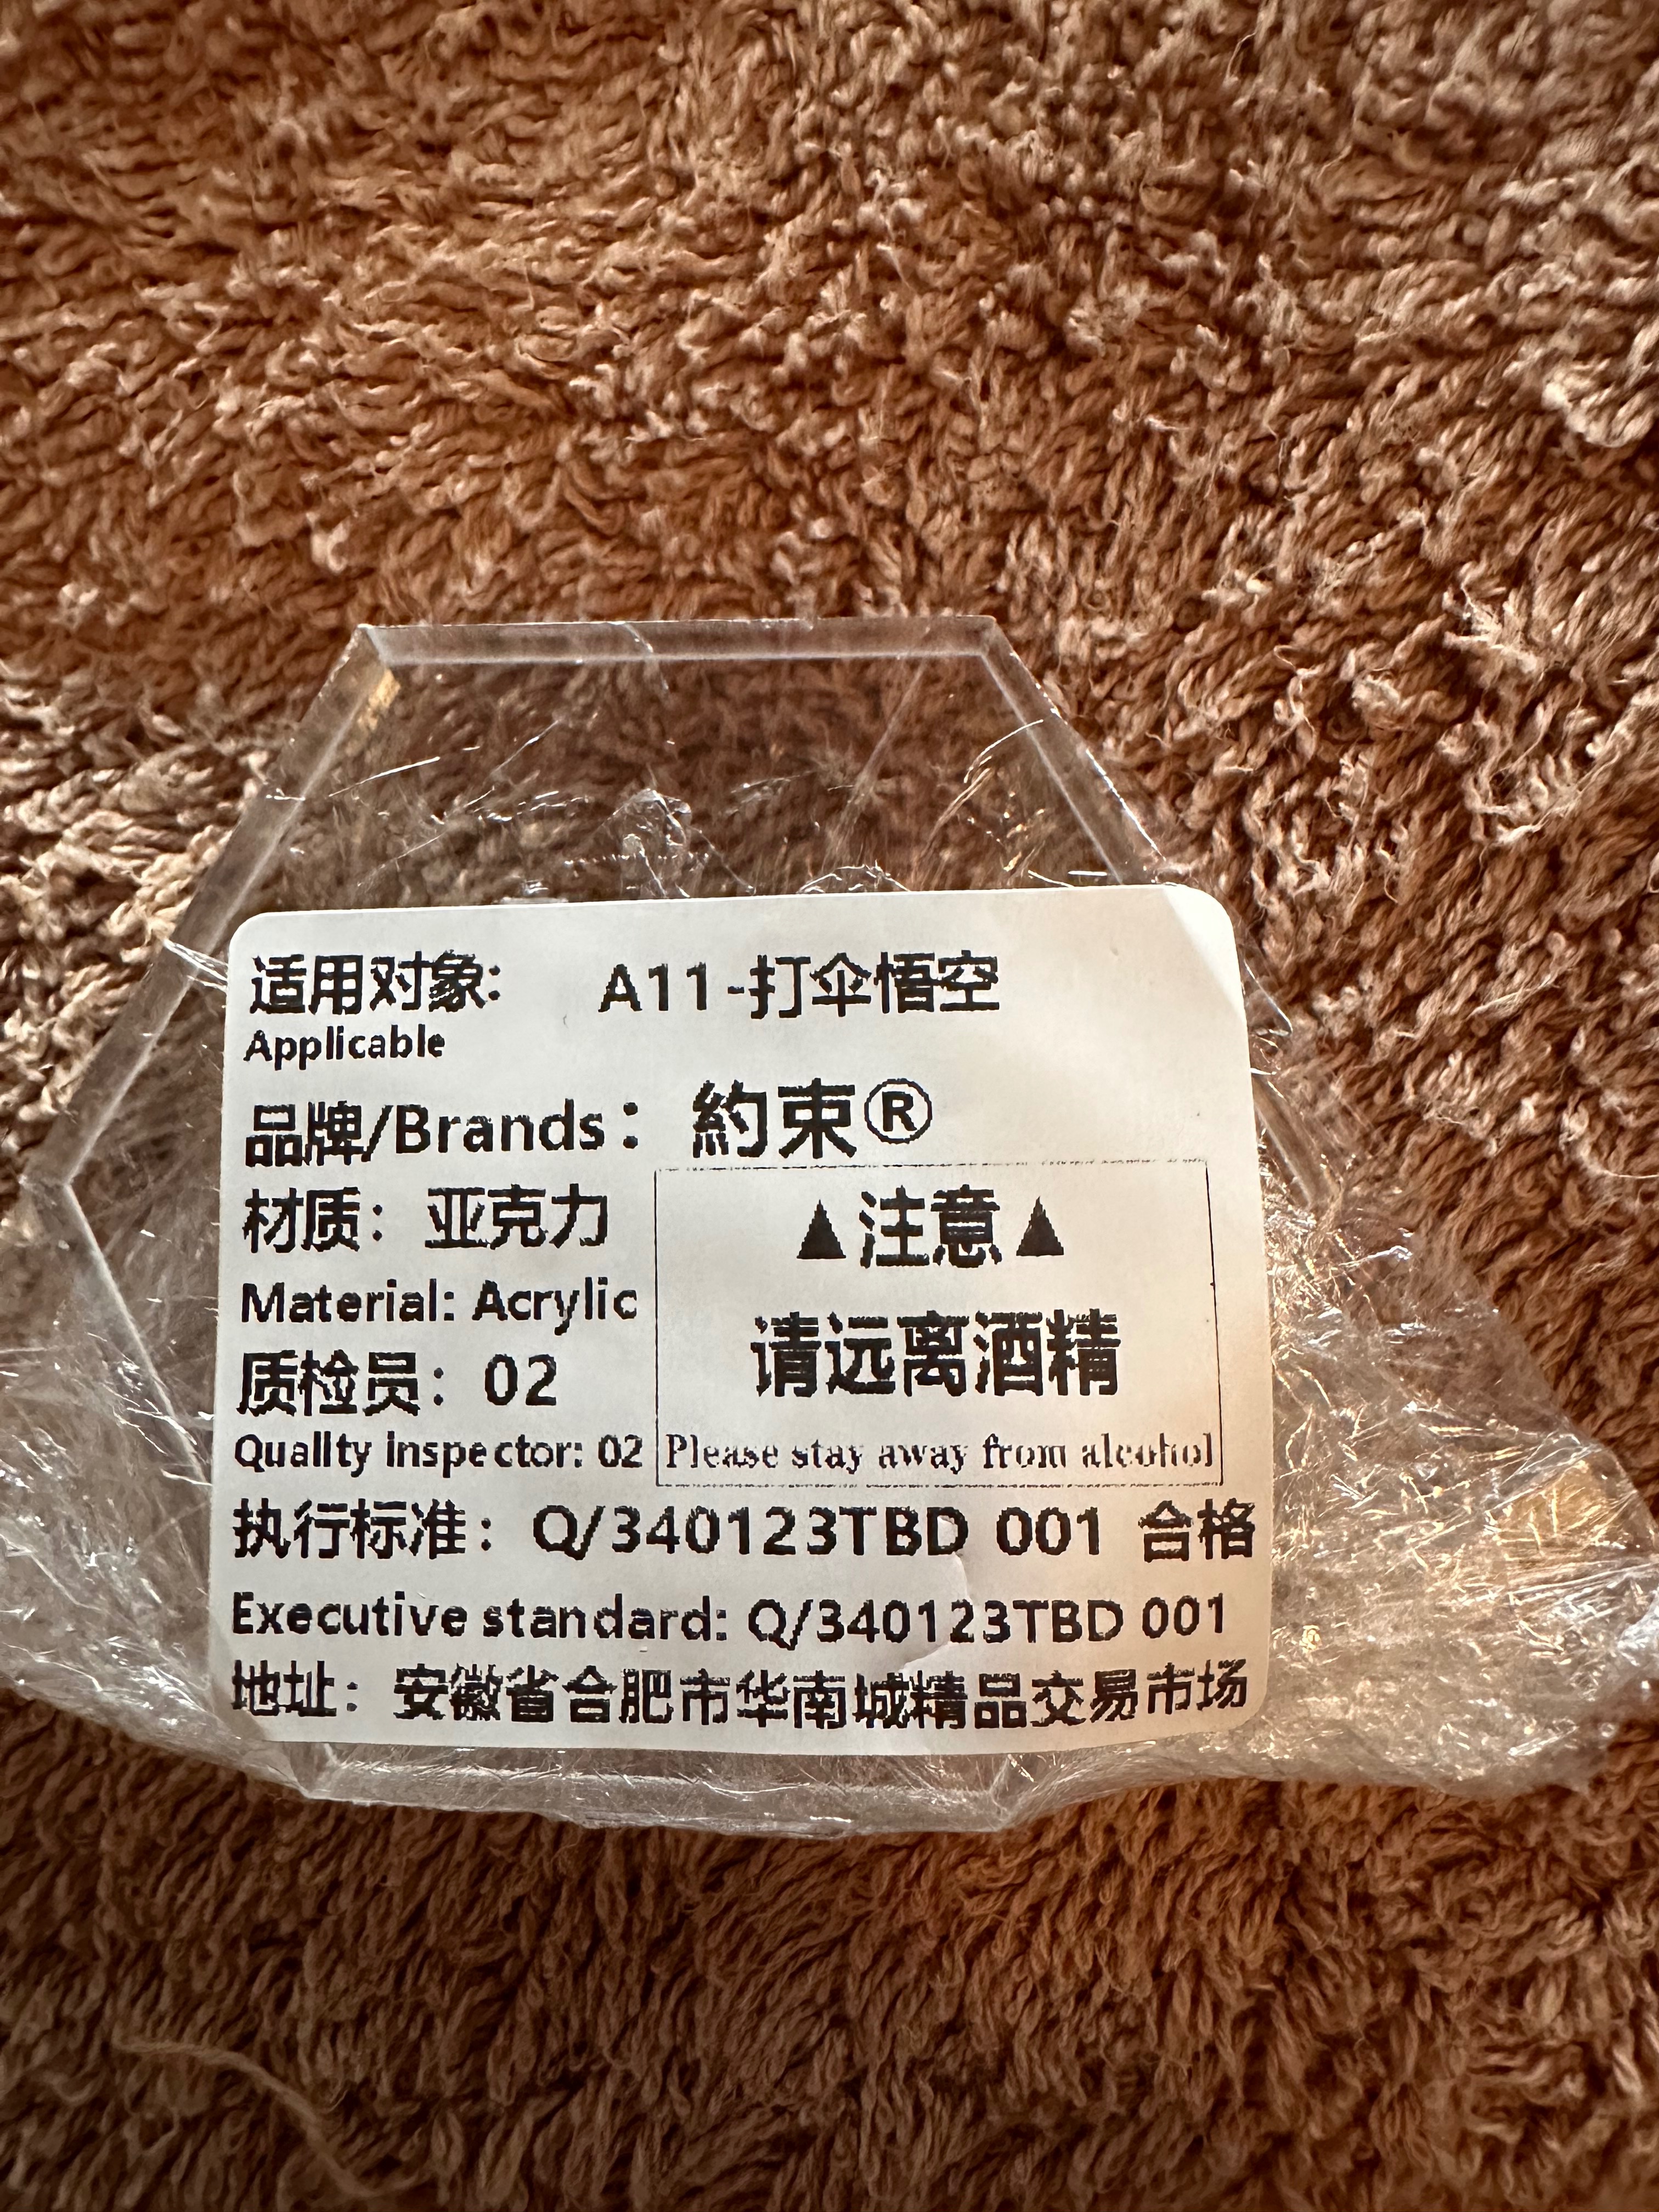 适用对象: A11-打伞悟空
Applicable
品牌/Brands：約束®
材质：亚克力
Material: Acrylic
质检员：02
Quality inspector: 02
▲注意▲
请远离酒精
Please stay away from alcohol
执行标准：Q/340123TBD 001 合格
Executive standard: Q/340123TBD 001
地址：安徽省合肥市华南城精品交易市场